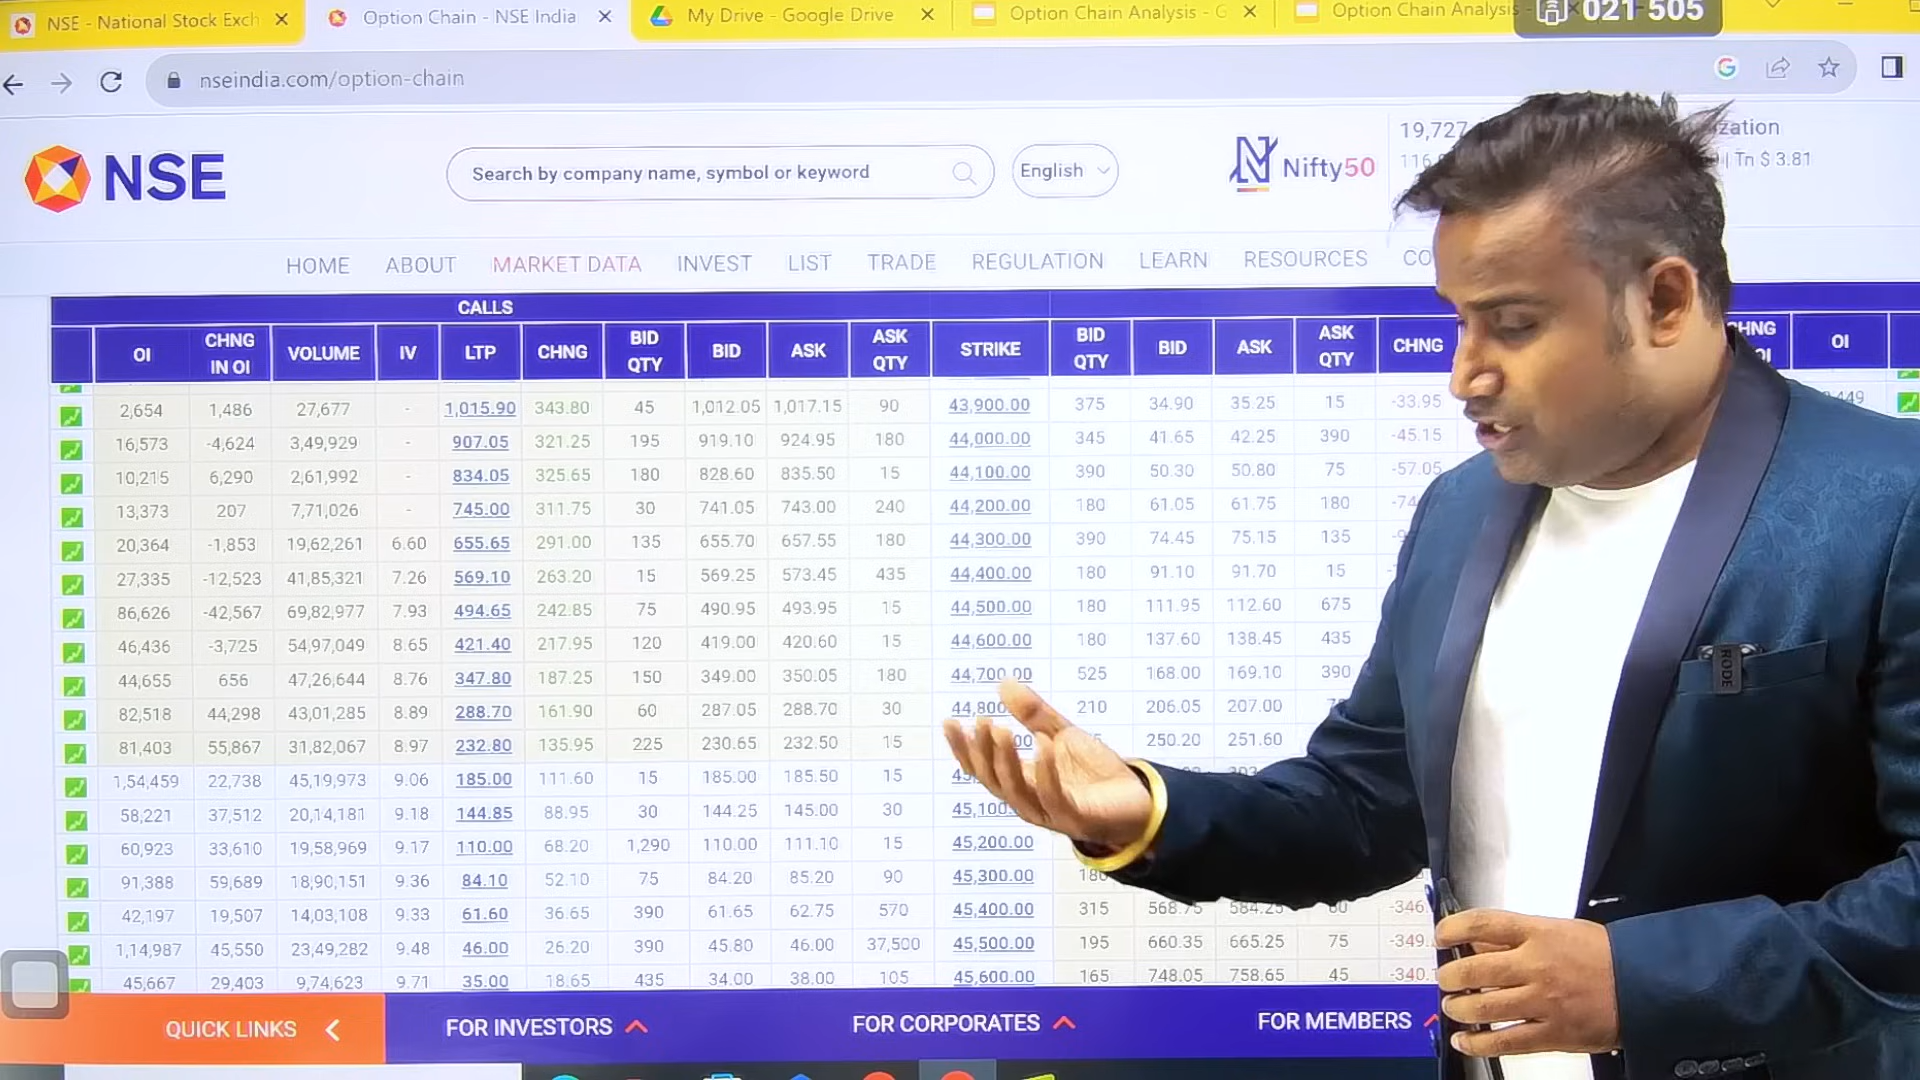 NSE - National Stock Exch
Option Chain - NSE India
My Drive - Google Drive
Option Chain Analysis - G
Option Chain Analysis -
021 505
nseindia.com/option-chain
NSE
Search by company name, symbol or keyword
English
Nifty50
19,727
zation
| Tn $ 3.81
HOME ABOUT MARKET DATA INVEST LIST TRADE REGULATION LEARN RESOURCES CO
CALLS
OI CHNG IN OI VOLUME IV LTP CHNG BID QTY BID ASK ASK QTY STRIKE BID QTY BID ASK ASK QTY CHNG CHNG OI OI
2,654 1,486 27,677 - 1,015.90 343.80 45 1,012.05 1,017.15 90 43,900.00 375 34.90 35.25 15 -33.95 449
16,573 -4,624 3,49,929 - 907.05 321.25 195 919.10 924.95 180 44,000.00 345 41.65 42.25 390 -45.15
10,215 6,290 2,61,992 - 834.05 325.65 180 828.60 835.50 15 44,100.00 390 50.30 50.80 75 -57.05
13,373 207 7,71,026 - 745.00 311.75 30 741.05 743.00 240 44,200.00 180 61.05 61.75 180 -74
20,364 -1,853 19,62,261 6.60 655.65 291.00 135 655.70 657.55 180 44,300.00 390 74.45 75.15 135
27,335 -12,523 41,85,321 7.26 569.10 263.20 15 569.25 573.45 435 44,400.00 180 91.10 91.70 15
86,626 -42,567 69,82,977 7.93 494.65 242.85 75 490.95 493.95 15 44,500.00 180 111.95 112.60 675
46,436 -3,725 54,97,049 8.65 421.40 217.95 120 419.00 420.60 15 44,600.00 180 137.60 138.45 435
44,655 656 47,26,644 8.76 347.80 187.25 150 349.00 350.05 180 44,700.00 525 168.00 169.10 390
82,518 44,298 43,01,285 8.89 288.70 161.90 60 287.05 288.70 30 44,800 210 206.05 207.00
81,403 55,867 31,82,067 8.97 232.80 135.95 225 230.65 232.50 15 250.20 251.60
1,54,459 22,738 45,19,973 9.06 185.00 111.60 15 185.00 185.50 15 45,
58,221 37,512 20,14,181 9.18 144.85 88.95 30 144.25 145.00 30 45,100.
60,923 33,610 19,58,969 9.17 110.00 68.20 1,290 110.00 111.10 15 45,200.00
91,388 59,689 18,90,151 9.36 84.10 52.10 75 84.20 85.20 90 45,300.00 180
42,197 19,507 14,03,108 9.33 61.60 36.65 390 61.65 62.75 570 45,400.00 315 568.75 584.25 60 -346.
1,14,987 45,550 23,49,282 9.48 46.00 26.20 390 45.80 46.00 37,500 45,500.00 195 660.35 665.25 75 -349.
45,667 29,403 9,74,623 9.71 35.00 18.65 435 34.00 38.00 105 45,600.00 165 748.05 758.65 45 -340.
RODE
QUICK LINKS
FOR INVESTORS
FOR CORPORATES
FOR MEMBERS